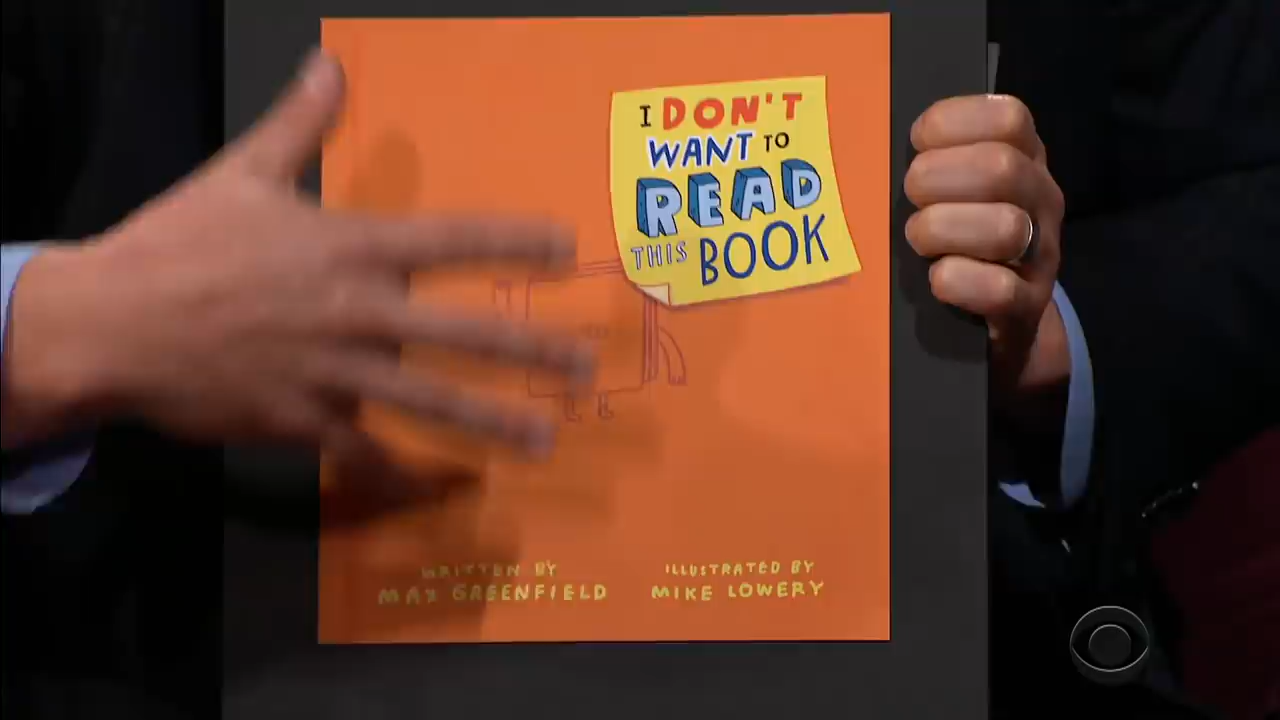 I DON'T
WANT TO
READ
THIS BOOK
WRITTEN BY
MAX GREENFIELD
ILLUSTRATED BY
MIKE LOWERY